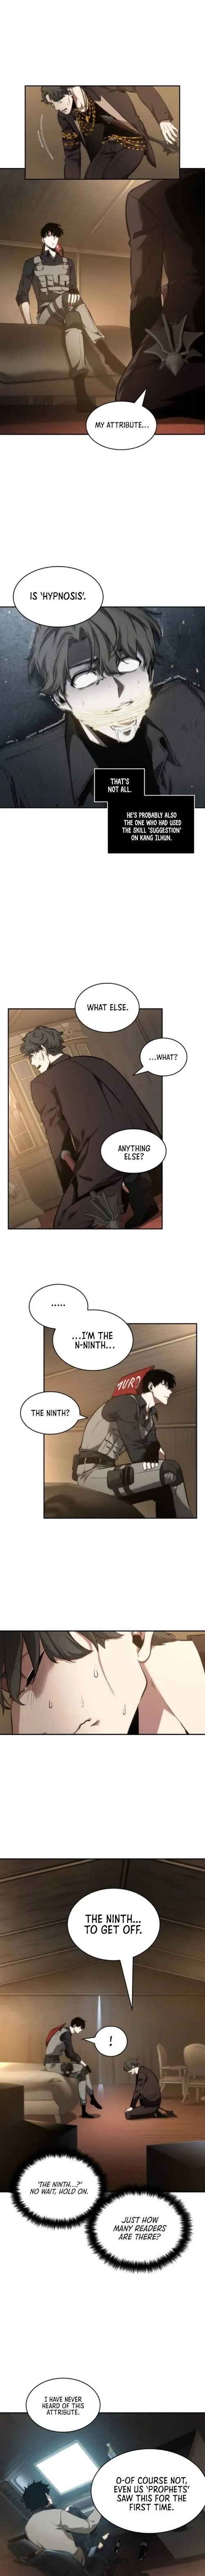 MY ATTRIBUTE...
IS 'HYPNOSIS'.
THAT'S
NOT ALL.
HE'S PROBABLY ALSO
THE ONE WHO HAD USED
THE SKILL 'SUGGESTION'
ON KANG ILHUN.
WHAT ELSE.
...WHAT?
ANYTHING
ELSE?
.....
...I'M THE
N-NINTH...
THE NINTH?
THE NINTH...
TO GET OFF.
!
'THE NINTH...?'
NO WAIT, HOLD ON.
JUST HOW
MANY READERS
ARE THERE?
I HAVE NEVER
HEARD OF THIS
ATTRIBUTE.
O-OF COURSE NOT,
EVEN US 'PROPHETS'
SAW THIS FOR THE
FIRST TIME.